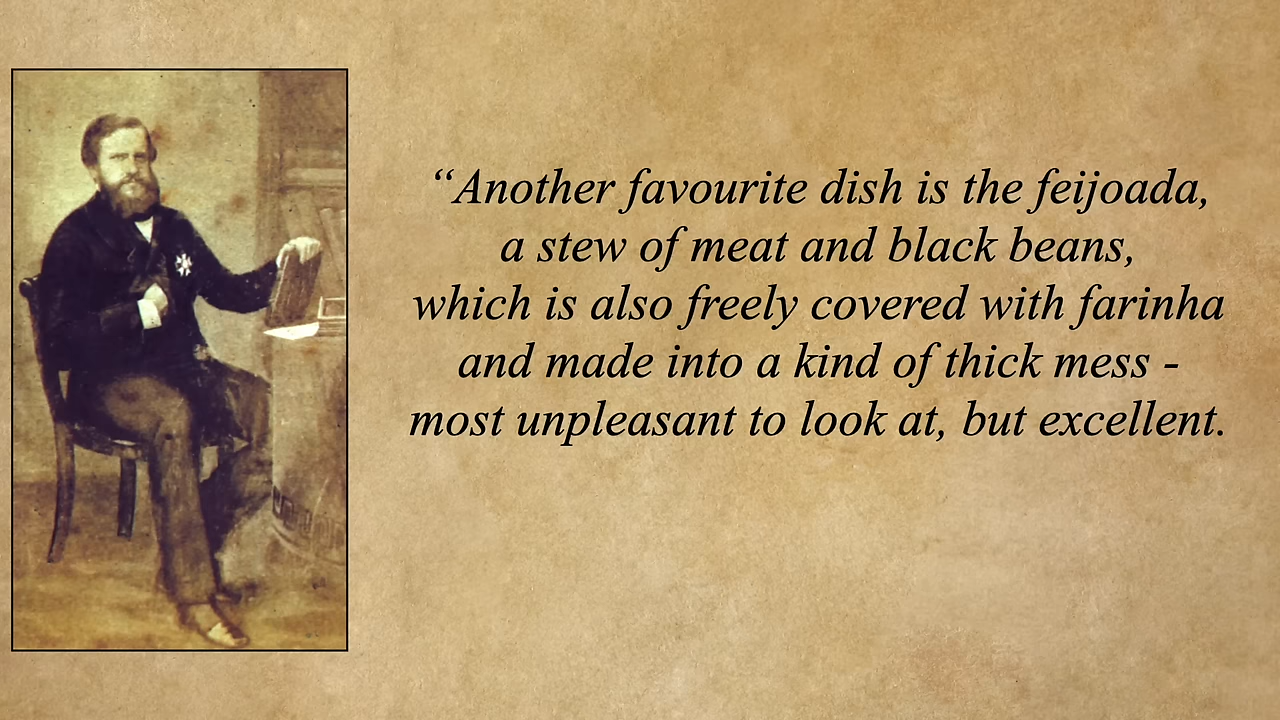 “Another favourite dish is the feijoada,
a stew of meat and black beans,
which is also freely covered with farinha
and made into a kind of thick mess -
most unpleasant to look at, but excellent.